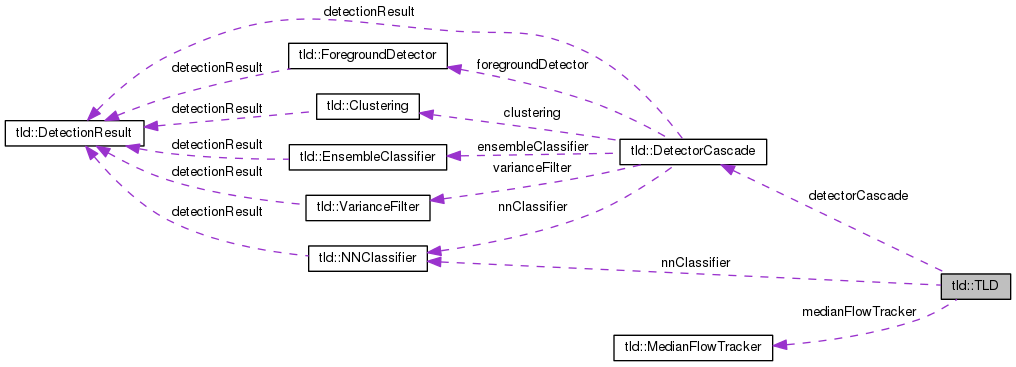 detectionResult
tld::ForegroundDetector
foregroundDetector
detectionResult
tld::Clustering
detectionResult
clustering
tld::DetectionResult
detectionResult
tld::EnsembleClassifier
ensembleClassifier
tld::DetectorCascade
varianceFilter
detectionResult
tld::VarianceFilter
detectorCascade
detectionResult
nnClassifier
tld::NNClassifier
nnClassifier
tld::TLD
medianFlowTracker
tld::MedianFlowTracker